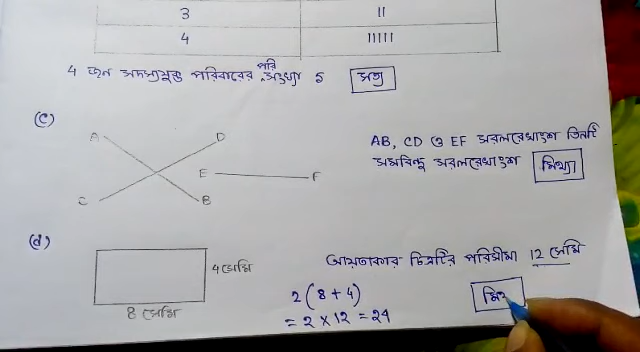 3 ||
4 |||||
4 জন সদস্যযুক্ত পরিবারের পরি সংখ্যা 5 সত্য
(c)
A D
E F
C B
AB, CD ও EF সরলরেখাংশ তিনটি
সমবিন্দু সরলরেখাংশ মিথ্যা
(d)
4 সেমি
8 সেমি
আয়তাকার চিত্রটির পরিসীমা 12 সেমি
2(8+4)
= 2 × 12 = 24
মিথ